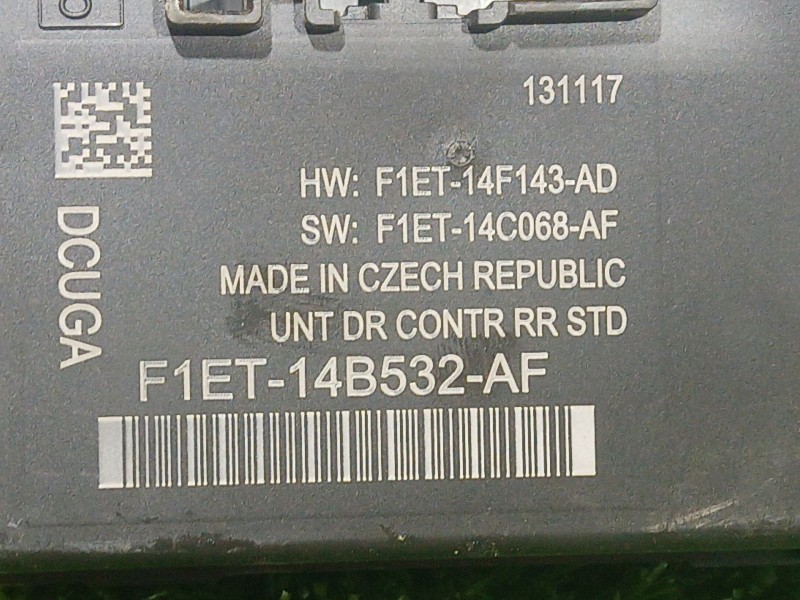 131117
HW: F1ET-14F143-AD
SW: F1ET-14C068-AF
MADE IN CZECH REPUBLIC
UNT DR CONTR RR STD
DCUGA
F1ET-14B532-AF